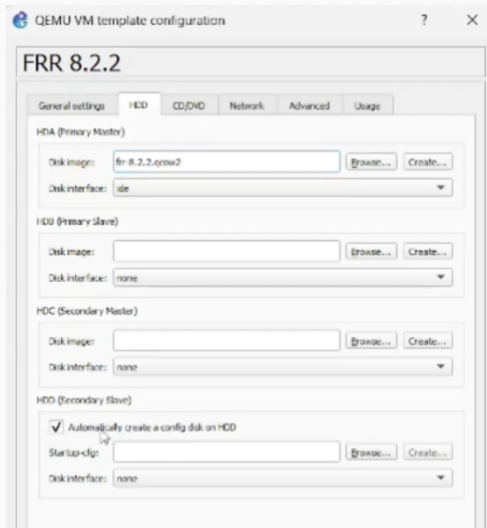 QEMU VM template configuration ? ×
FRR 8.2.2
General settings HDD CD/DVD Network Advanced Usage
HDA (Primary Master)
Disk image: frr-8.2.2.qcow2 Browse... Create...
Disk interface: ide
HDB (Primary Slave)
Disk image: Browse... Create...
Disk interface: none
HDC (Secondary Master)
Disk image: Browse... Create...
Disk interface: none
HDD (Secondary Slave)
Automatically create a config disk on HDD
Startup-cfg: Browse... Create...
Disk interface: none